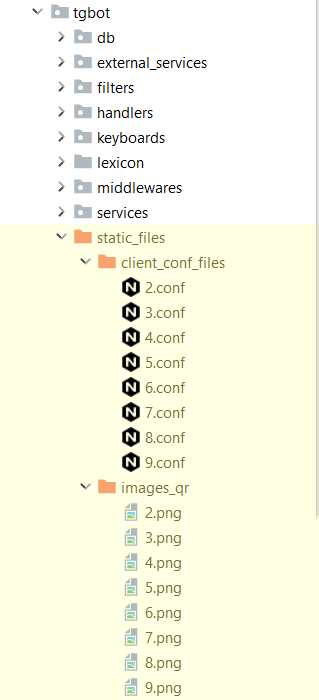 tgbot
db
external_services
filters
handlers
keyboards
lexicon
middlewares
services
static_files
client_conf_files
N 2.conf
N 3.conf
N 4.conf
N 5.conf
N 6.conf
N 7.conf
N 8.conf
N 9.conf
images_qr
2.png
3.png
4.png
5.png
6.png
7.png
8.png
9.png